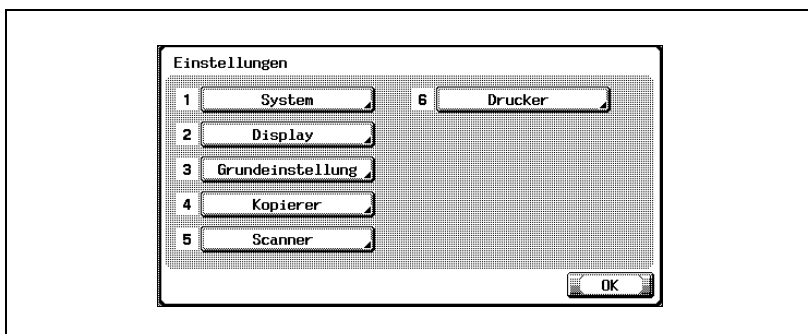 Einstellungen
1 System
2 Display
3 Grundeinstellung
4 Kopierer
5 Scanner
6 Drucker
OK